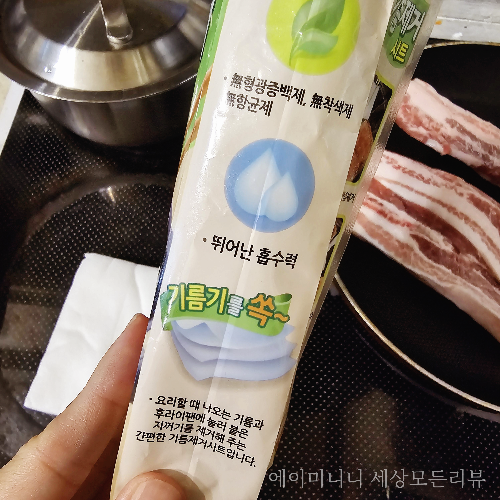 제거
시트
· 無형광증백제, 無착색제
無항균제
· 뛰어난 흡수력
기름기를 쏙~
· 요리할 때 나오는 기름과
후라이팬에 눌러 붙은
찌꺼기를 제거해 주는
간편한 기름제거시트입니다.
에이미니니 세상모든리뷰